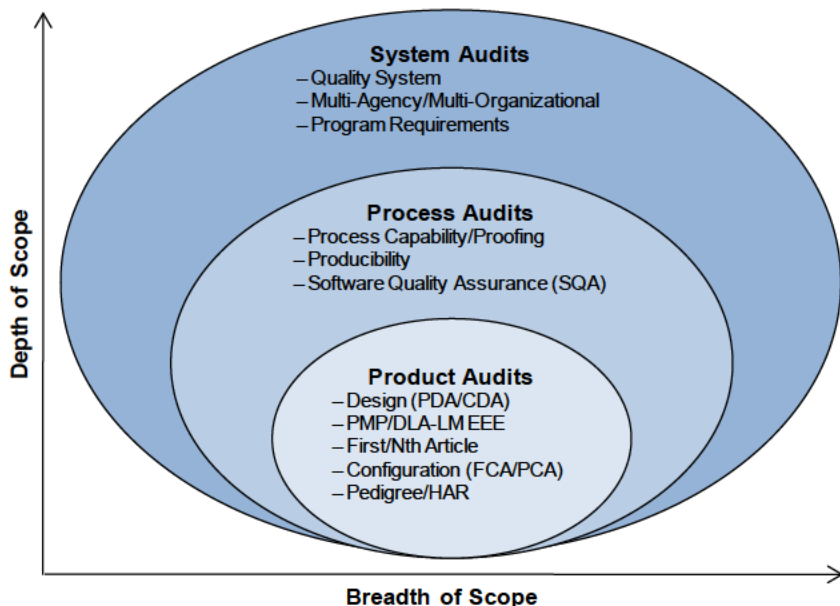 System Audits
– Quality System
– Multi-Agency/Multi-Organizational
– Program Requirements
Process Audits
– Process Capability/Proofing
– Producibility
– Software Quality Assurance (SQA)
Product Audits
– Design (PDA/CDA)
– PMP/DLA-LM EEE
– First/Nth Article
– Configuration (FCA/PCA)
– Pedigree/HAR
Depth of Scope
Breadth of Scope